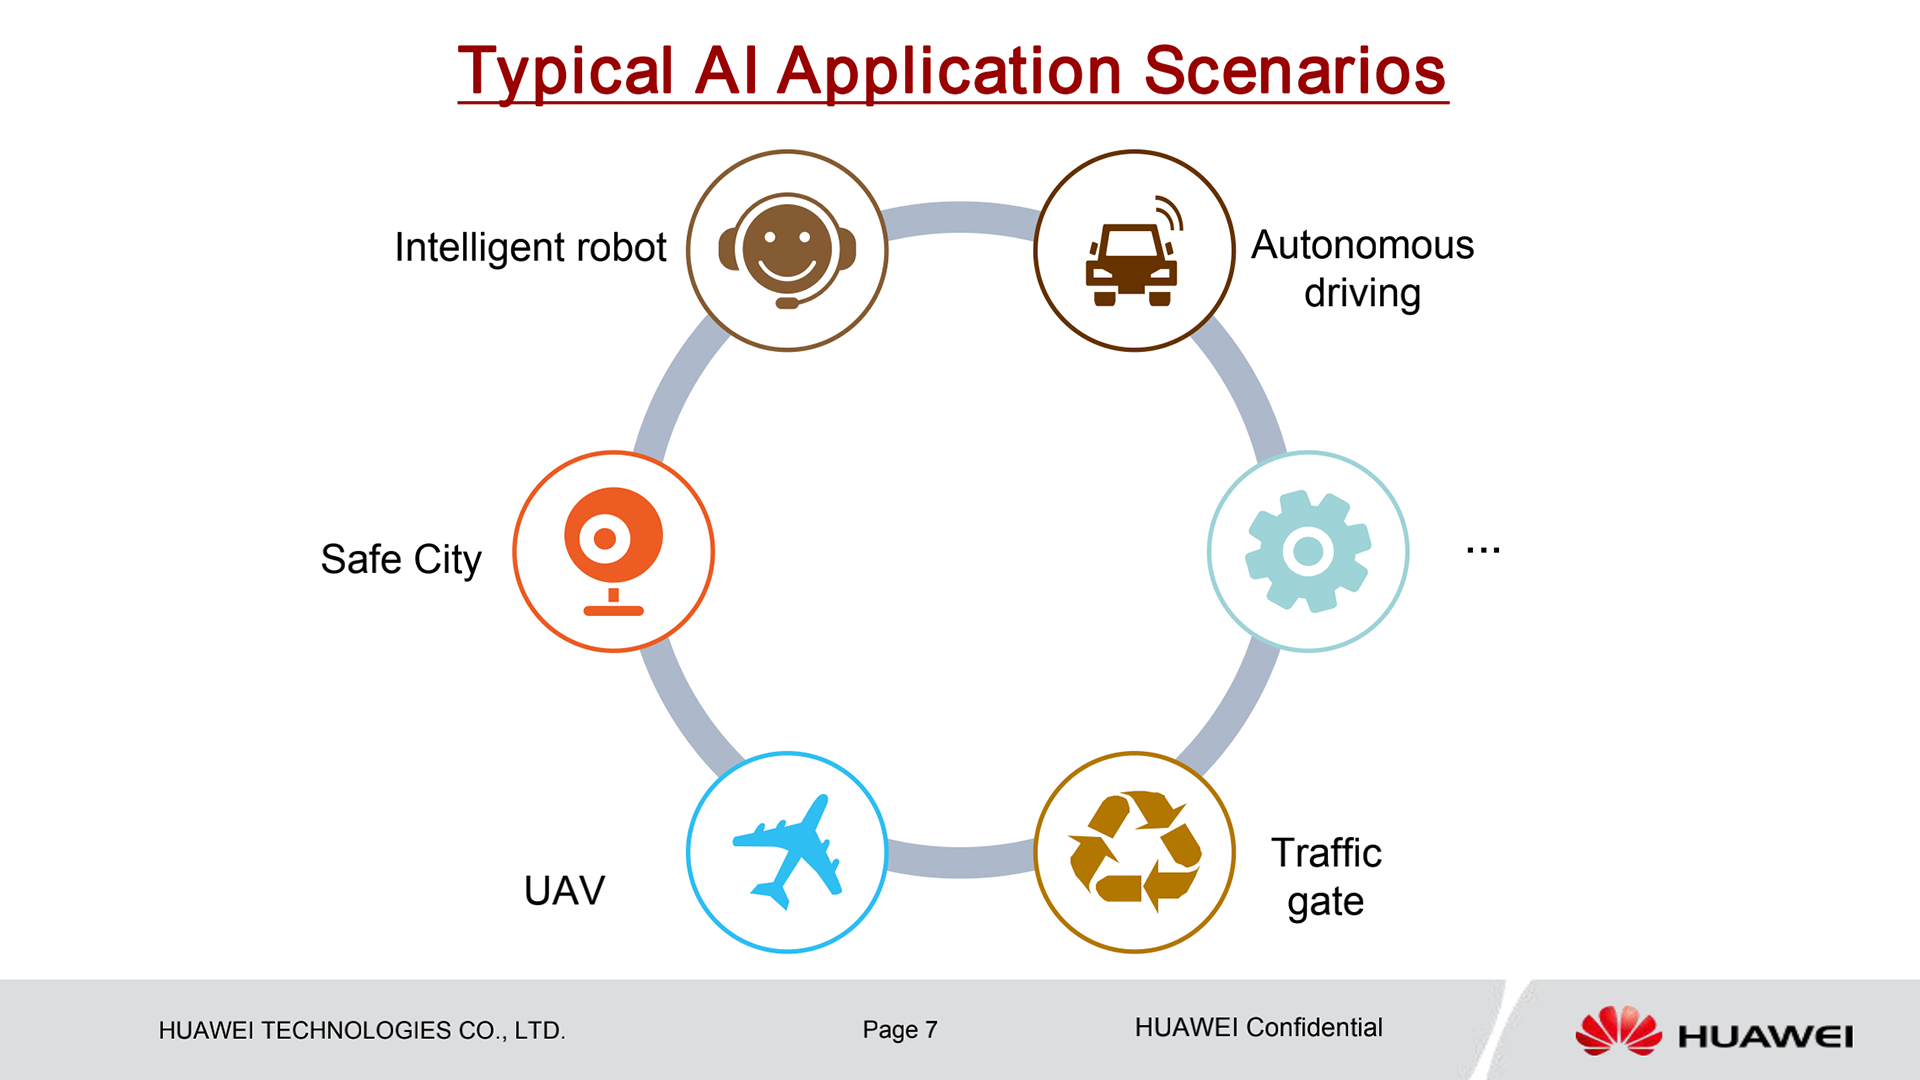 Typical AI Application Scenarios
Intelligent robot
Autonomous
driving
Safe City
...
UAV
Traffic
gate
HUAWEI TECHNOLOGIES CO., LTD.
Page 7
HUAWEI Confidential
HUAWEI